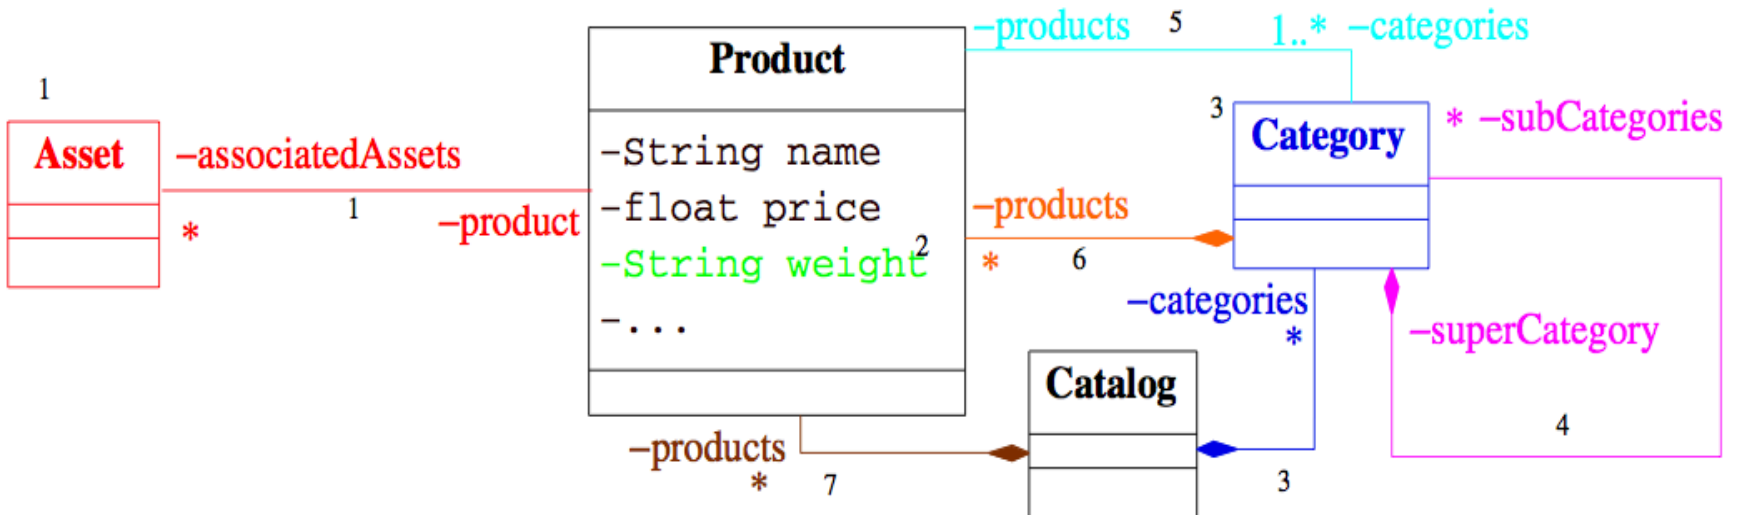 1
Asset
–associatedAssets
1
*
–product
Product
–String name
–float price
–String weight
2
–...
–products
5
1..*
–categories
3
Category
* –subCategories
–products
*
6
–categories
*
–superCategory
4
Catalog
3
–products
*
7